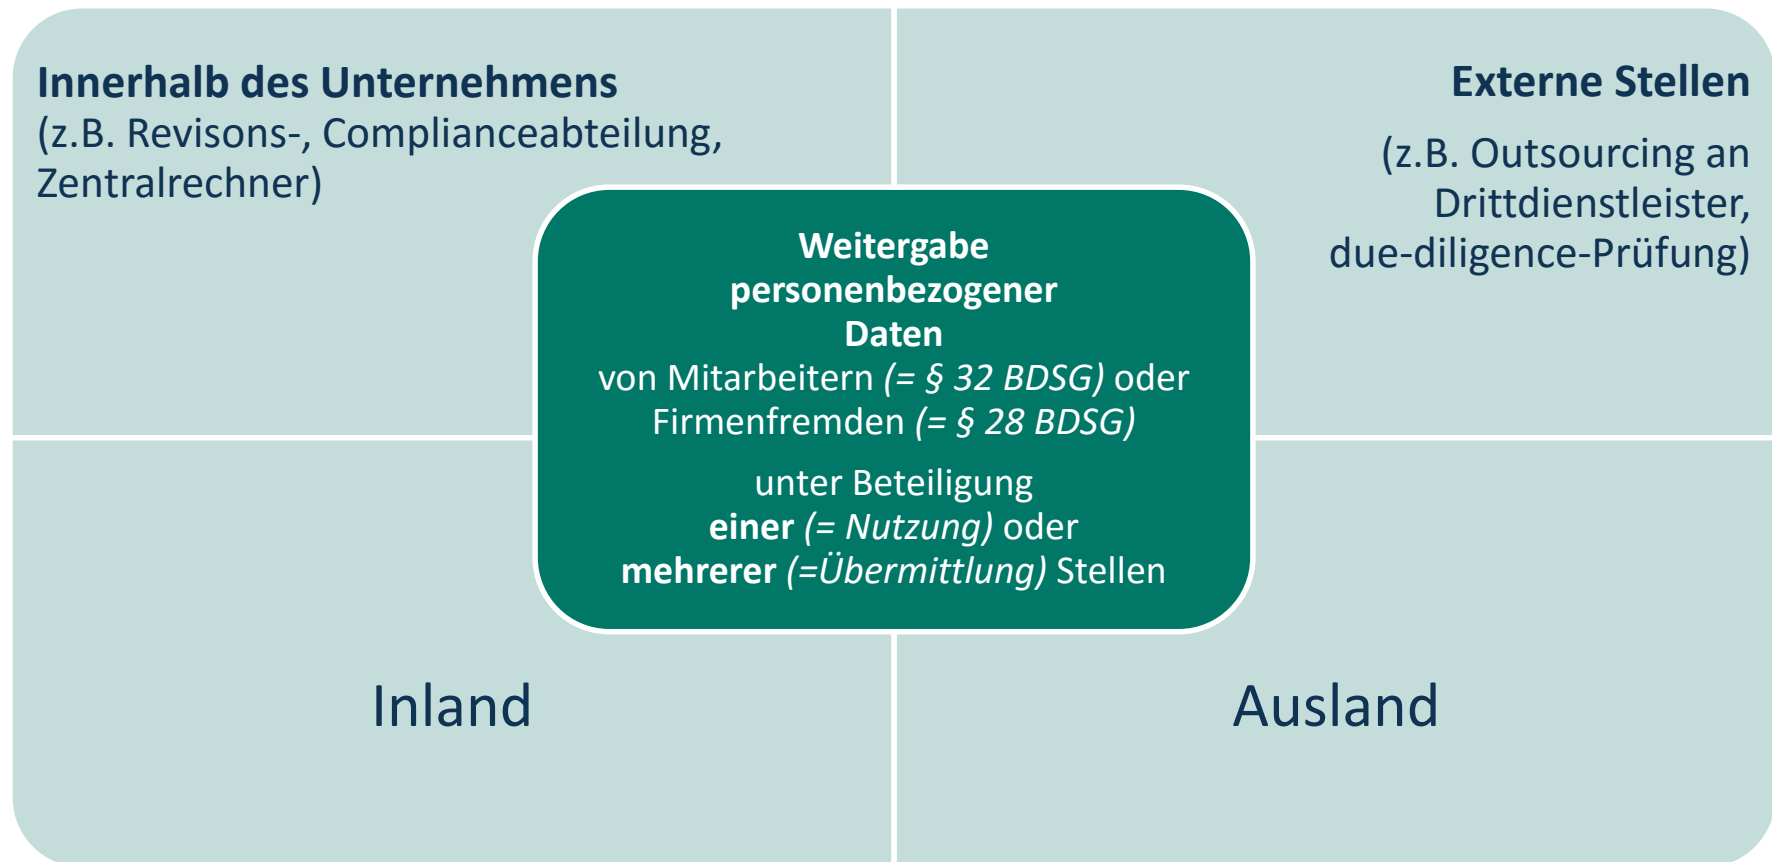 Innerhalb des Unternehmens
(z.B. Revisons-, Complianceabteilung,
Zentralrechner)
Externe Stellen
(z.B. Outsourcing an
Drittdienstleister,
due-diligence-Prüfung)
Weitergabe
personenbezogener
Daten
von Mitarbeitern (= § 32 BDSG) oder
Firmenfremden (= § 28 BDSG)
unter Beteiligung
einer (= Nutzung) oder
mehrerer (=Übermittlung) Stellen
Inland
Ausland